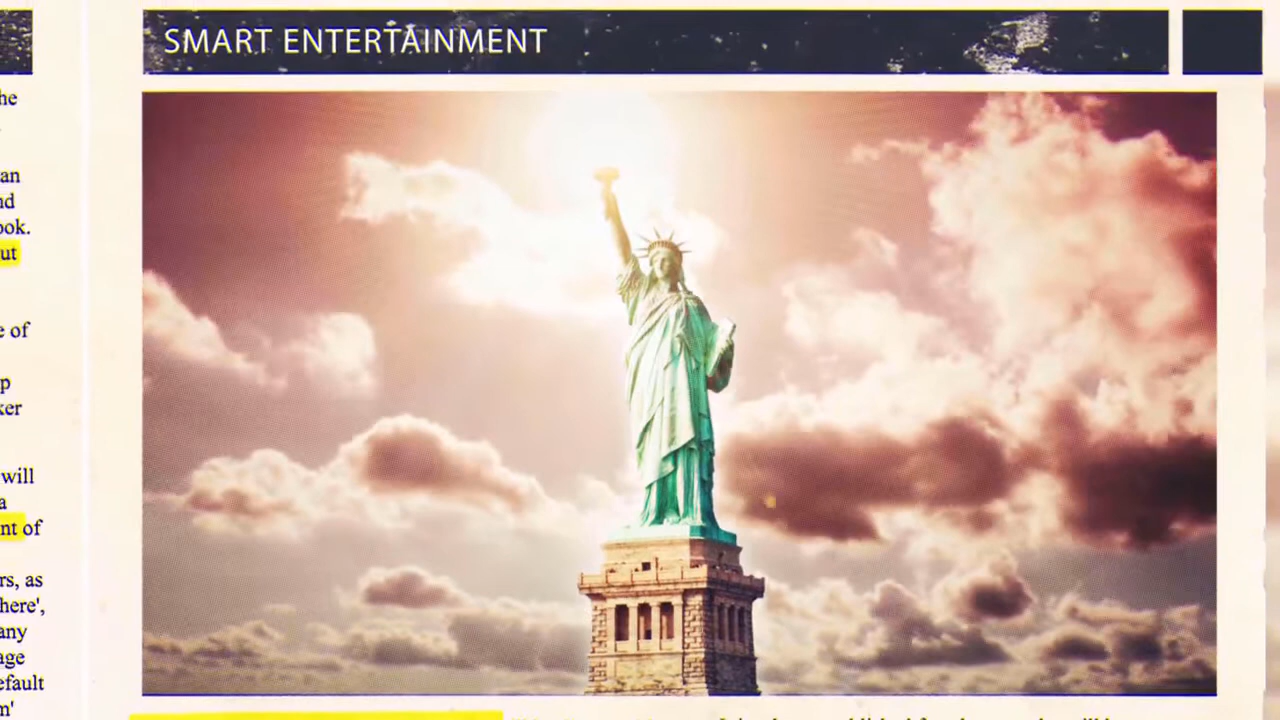 SMART ENTERTAINMENT
he
an
nd
ook.
ut
e of
p
ker
will
a
nt of
rs, as
here',
any
age
efault
m'